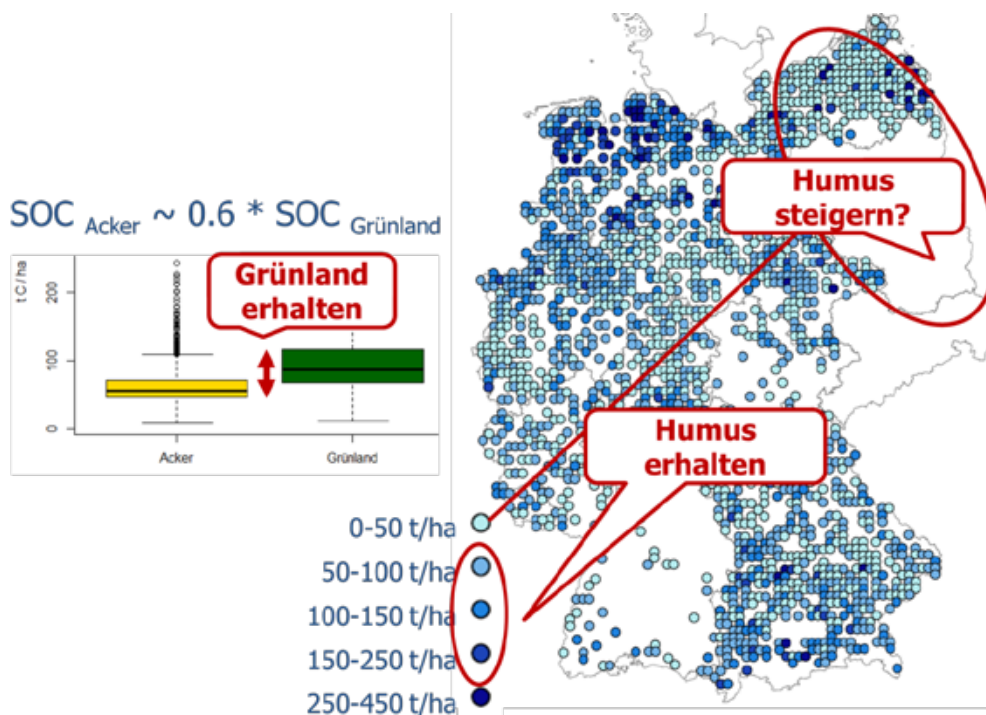 Humus
steigern?
SOC Acker ~ 0.6 * SOC Grünland
Grünland
erhalten
t C / ha
200
100
0
Acker
Grünland
Humus
erhalten
0-50 t/ha
50-100 t/ha
100-150 t/ha
150-250 t/ha
250-450 t/ha